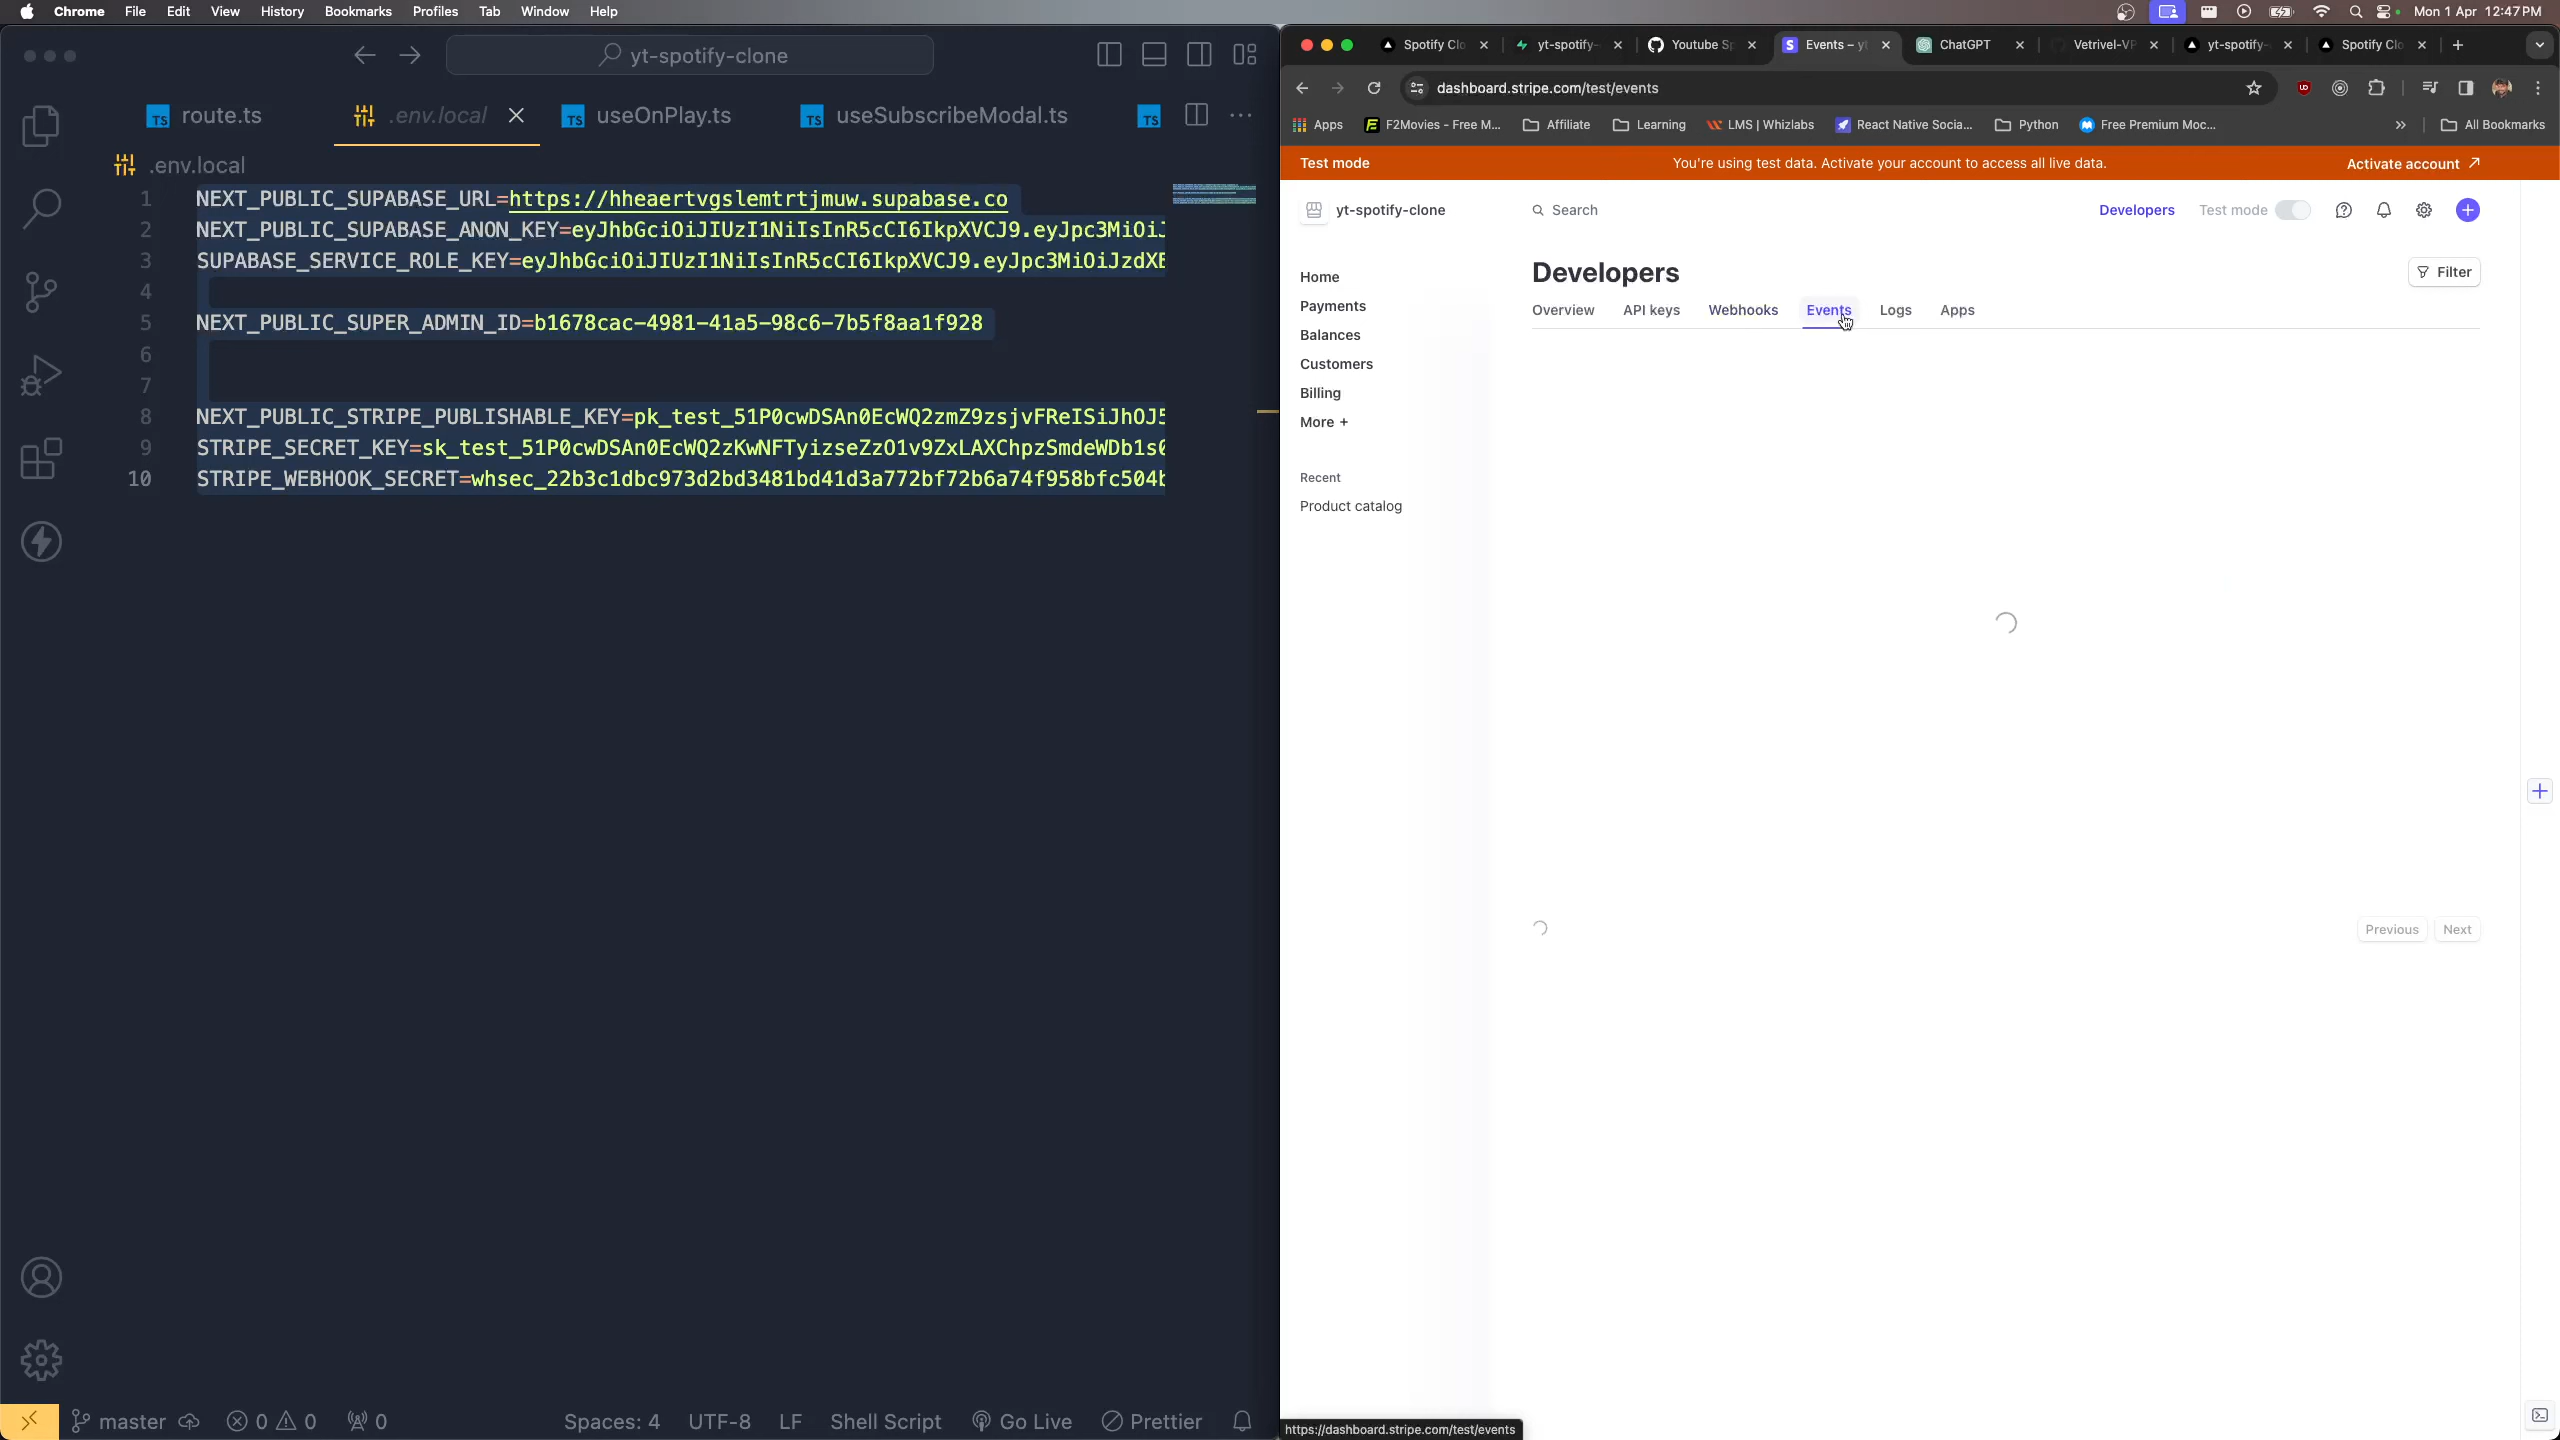 Chrome File Edit View History Bookmarks Profiles Tab Window Help
Mon 1 Apr 12:47 PM
yt-spotify-clone
route.ts
.env.local
useOnPlay.ts
useSubscribeModal.ts
.env.local
1 NEXT_PUBLIC_SUPABASE_URL=https://hheaertvgslemtrtjmuw.supabase.co
2 NEXT_PUBLIC_SUPABASE_ANON_KEY=eyJhbGciOiJIUzI1NiIsInR5cCI6IkpXVCJ9.eyJpc3MiOiJ
3 SUPABASE_SERVICE_ROLE_KEY=eyJhbGciOiJIUzI1NiIsInR5cCI6IkpXVCJ9.eyJpc3MiOiJzdXB
4
5 NEXT_PUBLIC_SUPER_ADMIN_ID=b1678cac-4981-41a5-98c6-7b5f8aa1f928
6
7
8 NEXT_PUBLIC_STRIPE_PUBLISHABLE_KEY=pk_test_51P0cwDSAn0EcWQ2zmZ9zsjvFReISiJhOJ5
9 STRIPE_SECRET_KEY=sk_test_51P0cwDSAn0EcWQ2zKwNFTyizseZzO1v9ZxLAXChpzSmdeWDb1s0
10 STRIPE_WEBHOOK_SECRET=whsec_22b3c1dbc973d2bd3481bd41d3a772bf72b6a74f958bfc504b
master 0 0 0 Spaces: 4 UTF-8 LF Shell Script Go Live Prettier
Spotify Clo
yt-spotify-
Youtube Sp
Events – yt
ChatGPT
Vetrivel-VP
yt-spotify-
Spotify Clo
dashboard.stripe.com/test/events
Apps F2Movies - Free M... Affiliate Learning LMS | Whizlabs React Native Socia... Python Free Premium Moc... » All Bookmarks
Test mode You're using test data. Activate your account to access all live data. Activate account
yt-spotify-clone Search Developers Test mode
Home
Payments
Balances
Customers
Billing
More +
Recent
Product catalog
Developers
Filter
Overview API keys Webhooks Events Logs Apps
Previous Next
https://dashboard.stripe.com/test/events